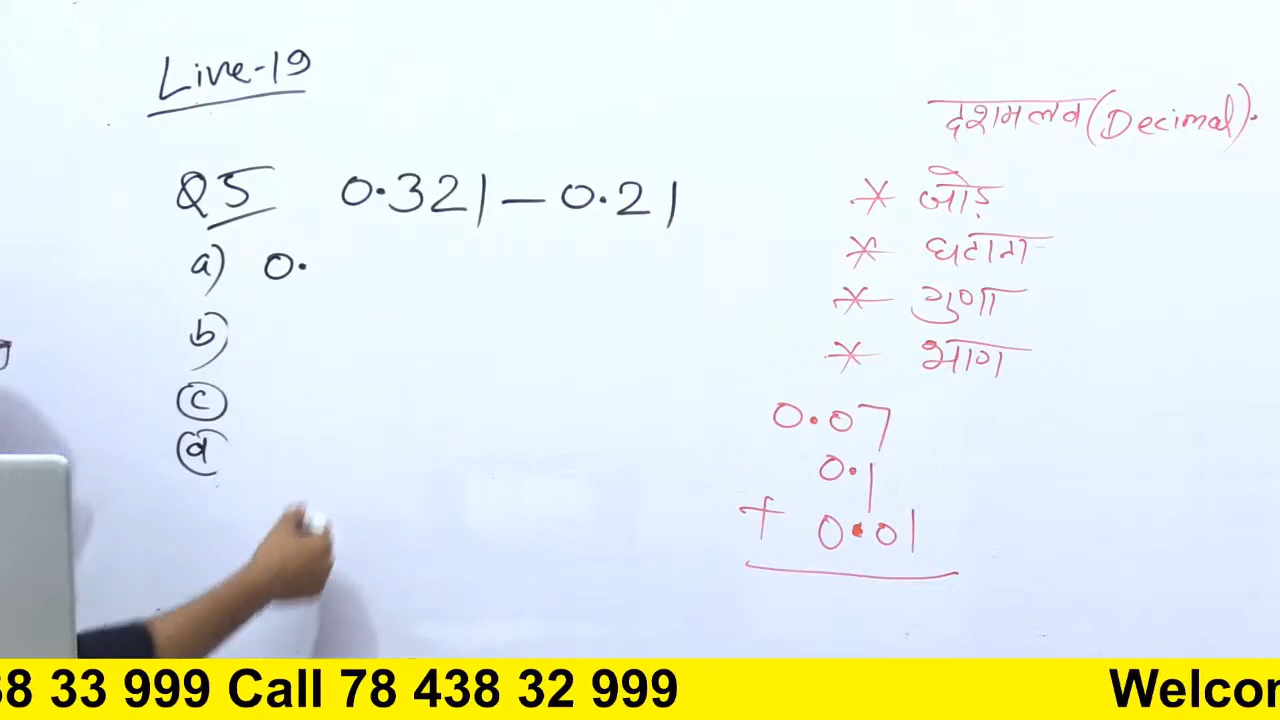 Live-19
Q5 0.321 - 0.21
a) 0.
b)
c
d
दशमलव (Decimal).
* जोड़
* घटाना
* गुणा
* भाग
0.07
0.1
+ 0.01
38 33 999 Call 78 438 32 999 Welcom